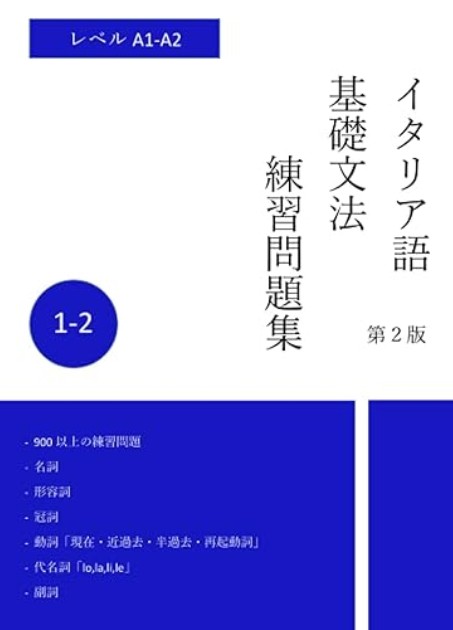 レベル A1-A2
イタリア語
基礎文法
練習問題集
第2版
1-2
- 900 以上の練習問題
- 名詞
- 形容詞
- 冠詞
- 動詞「現在・近過去・半過去・再起動詞」
- 代名詞「lo,la,li,le」
- 副詞